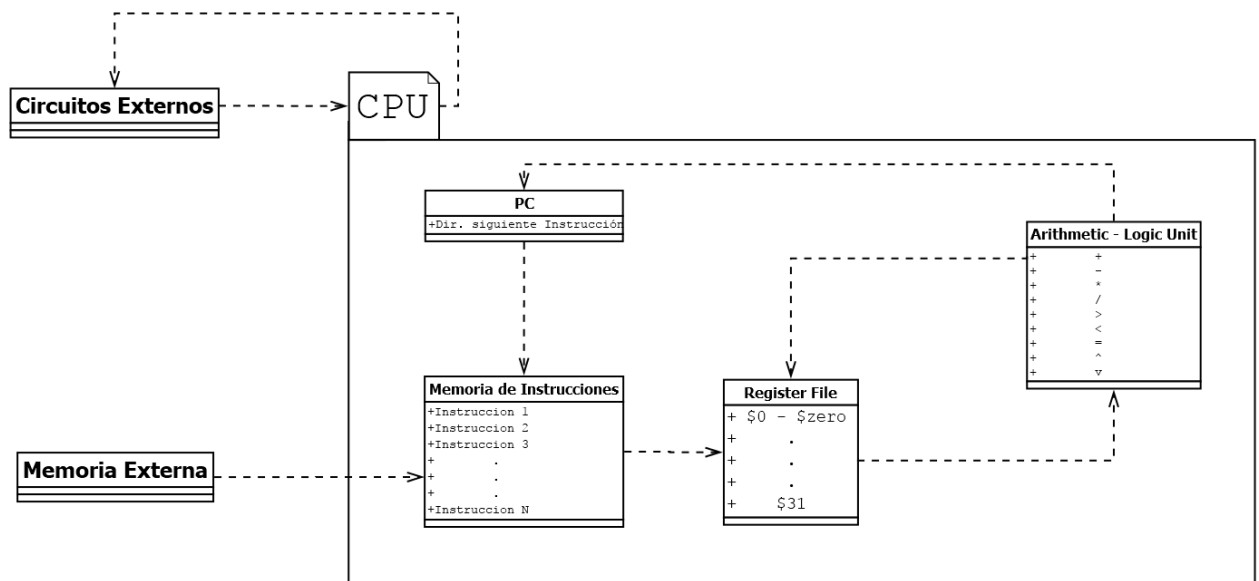 Circuitos Externos
CPU
PC
+Dir. siguiente Instrucción
Arithmetic - Logic Unit
+ +
+ -
+ *
+ /
+ >
+ <
+ =
+ ^
+ v
Memoria de Instrucciones
+Instruccion 1
+Instruccion 2
+Instruccion 3
+ .
+ .
+ .
+Instruccion N
Register File
+ $0 - $zero
+ .
+ .
+ .
+ $31
Memoria Externa